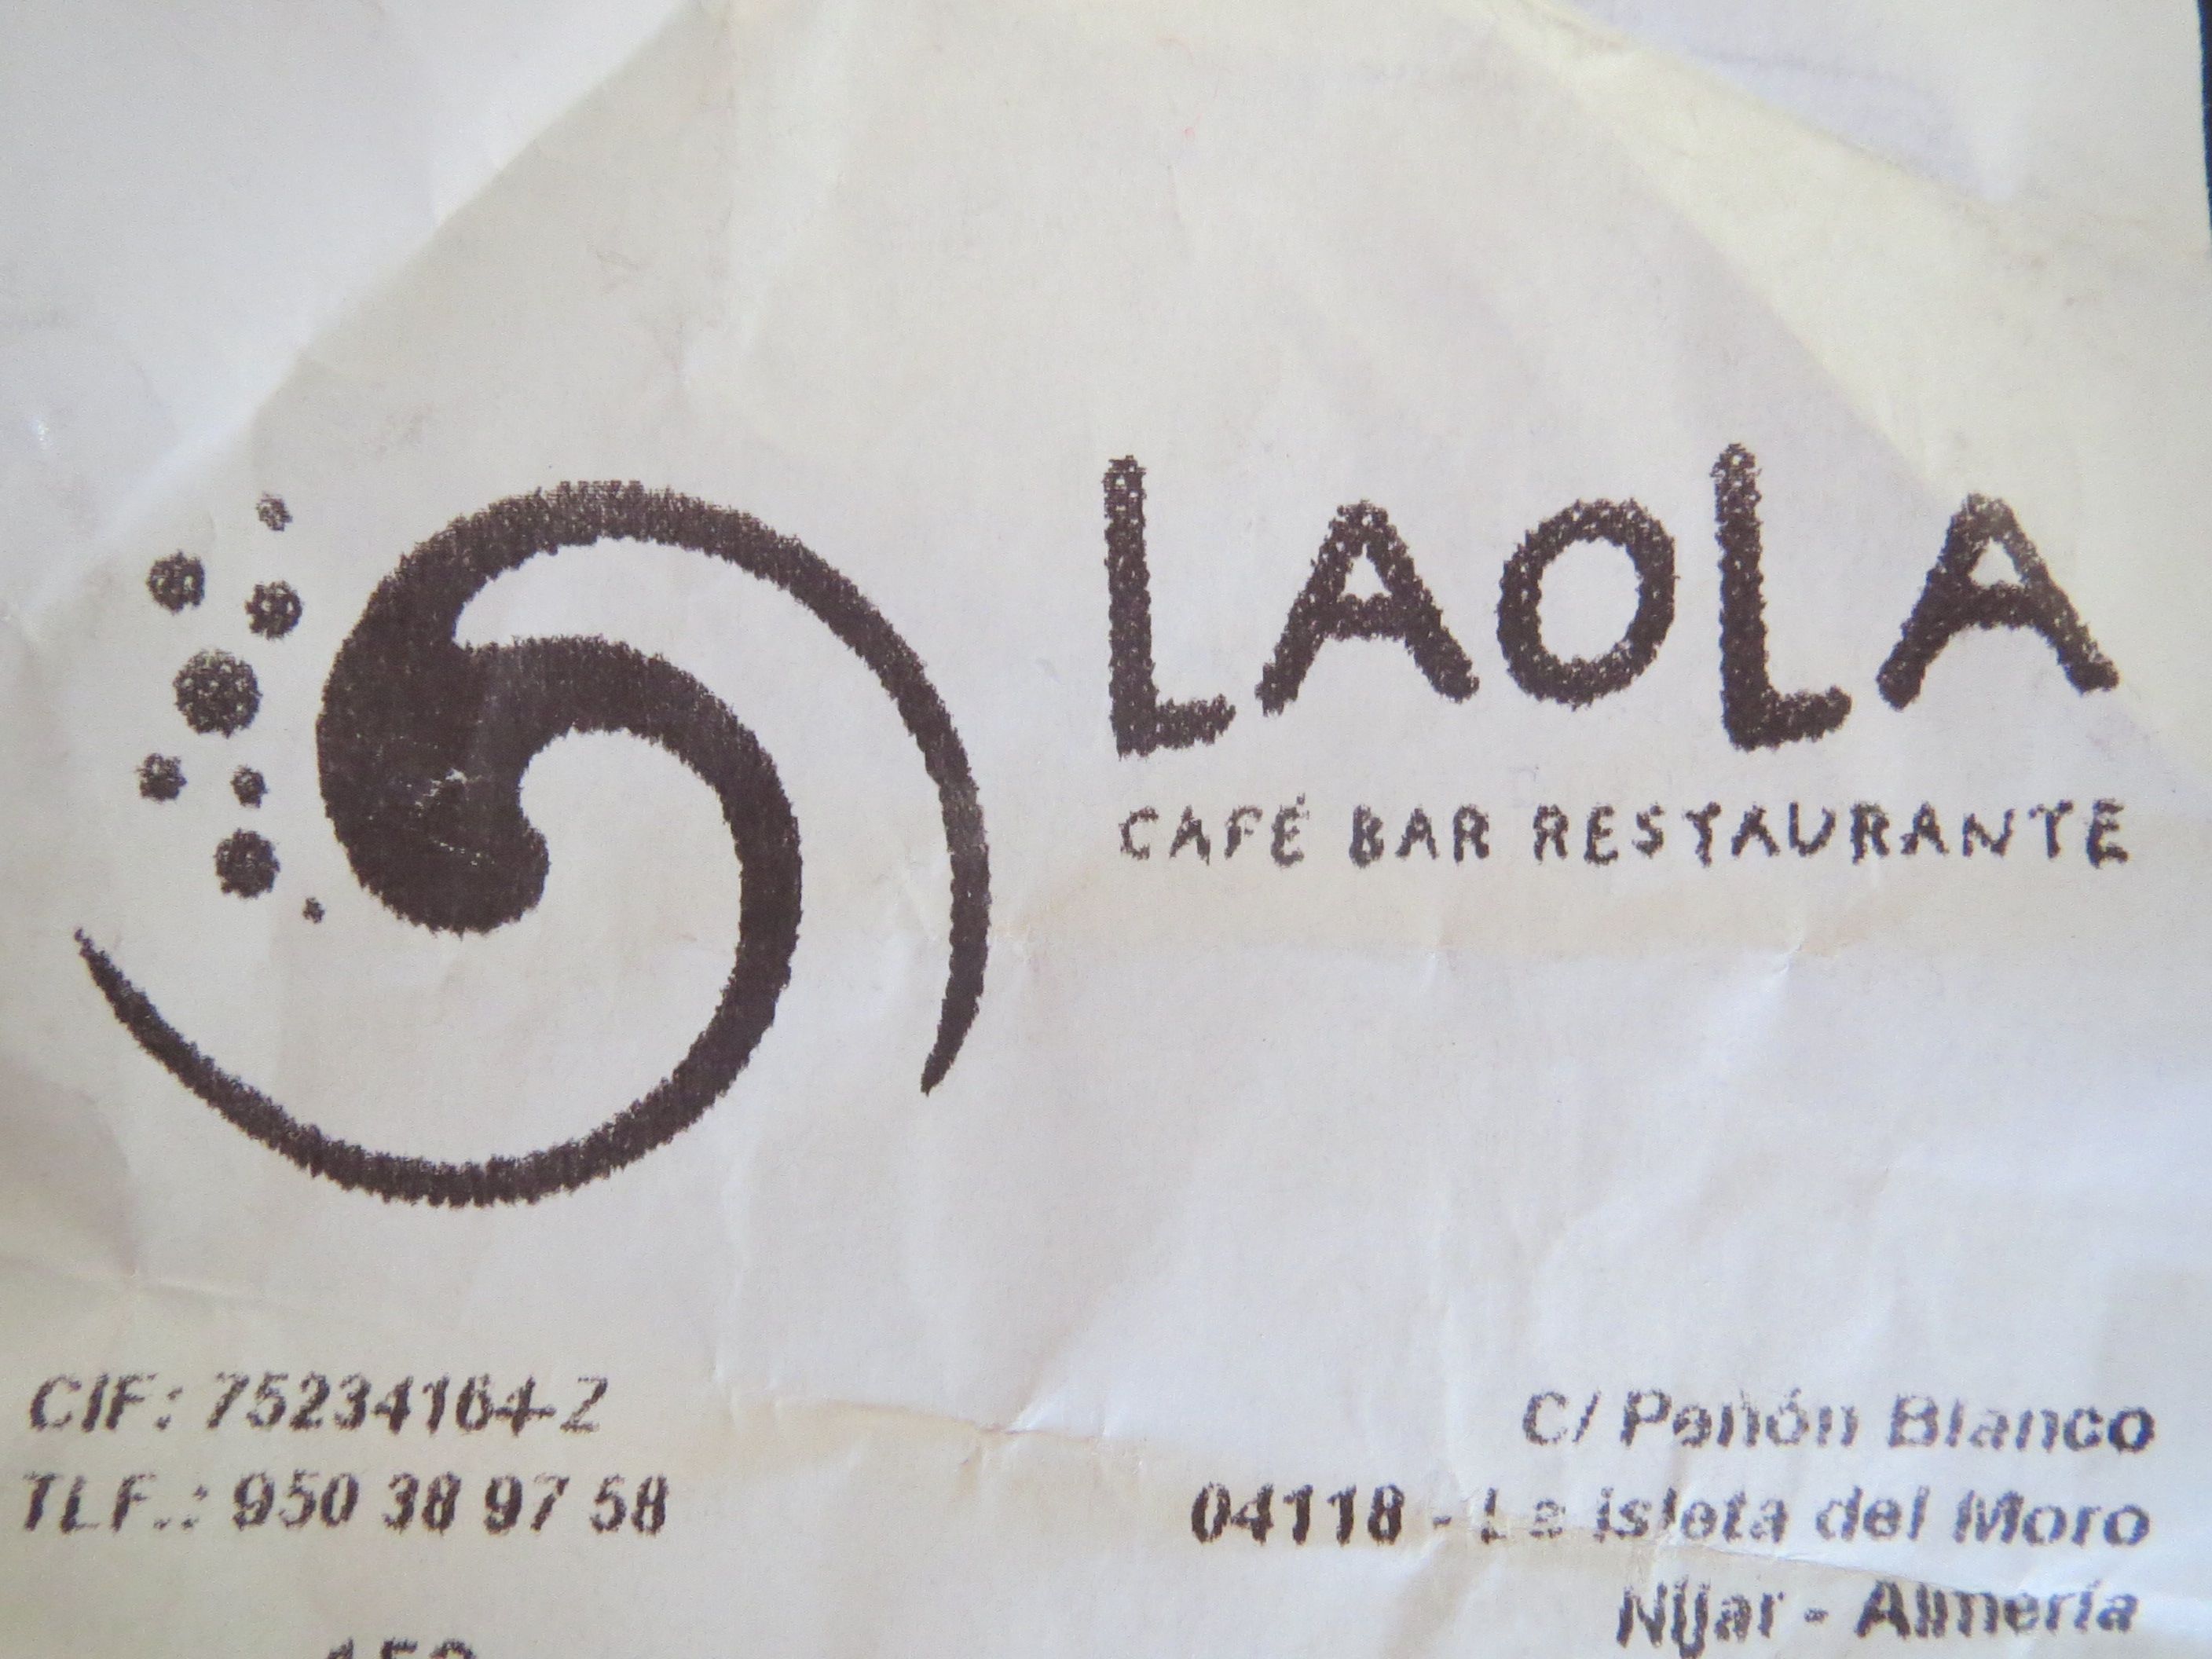 LAOLA
CAFÉ BAR RESTAURANTE
CIF: 75234164-Z
TLF.: 950 38 97 58
C/ Peñón Blanco
04118 - La isleta del Moro
Níjar - Almería